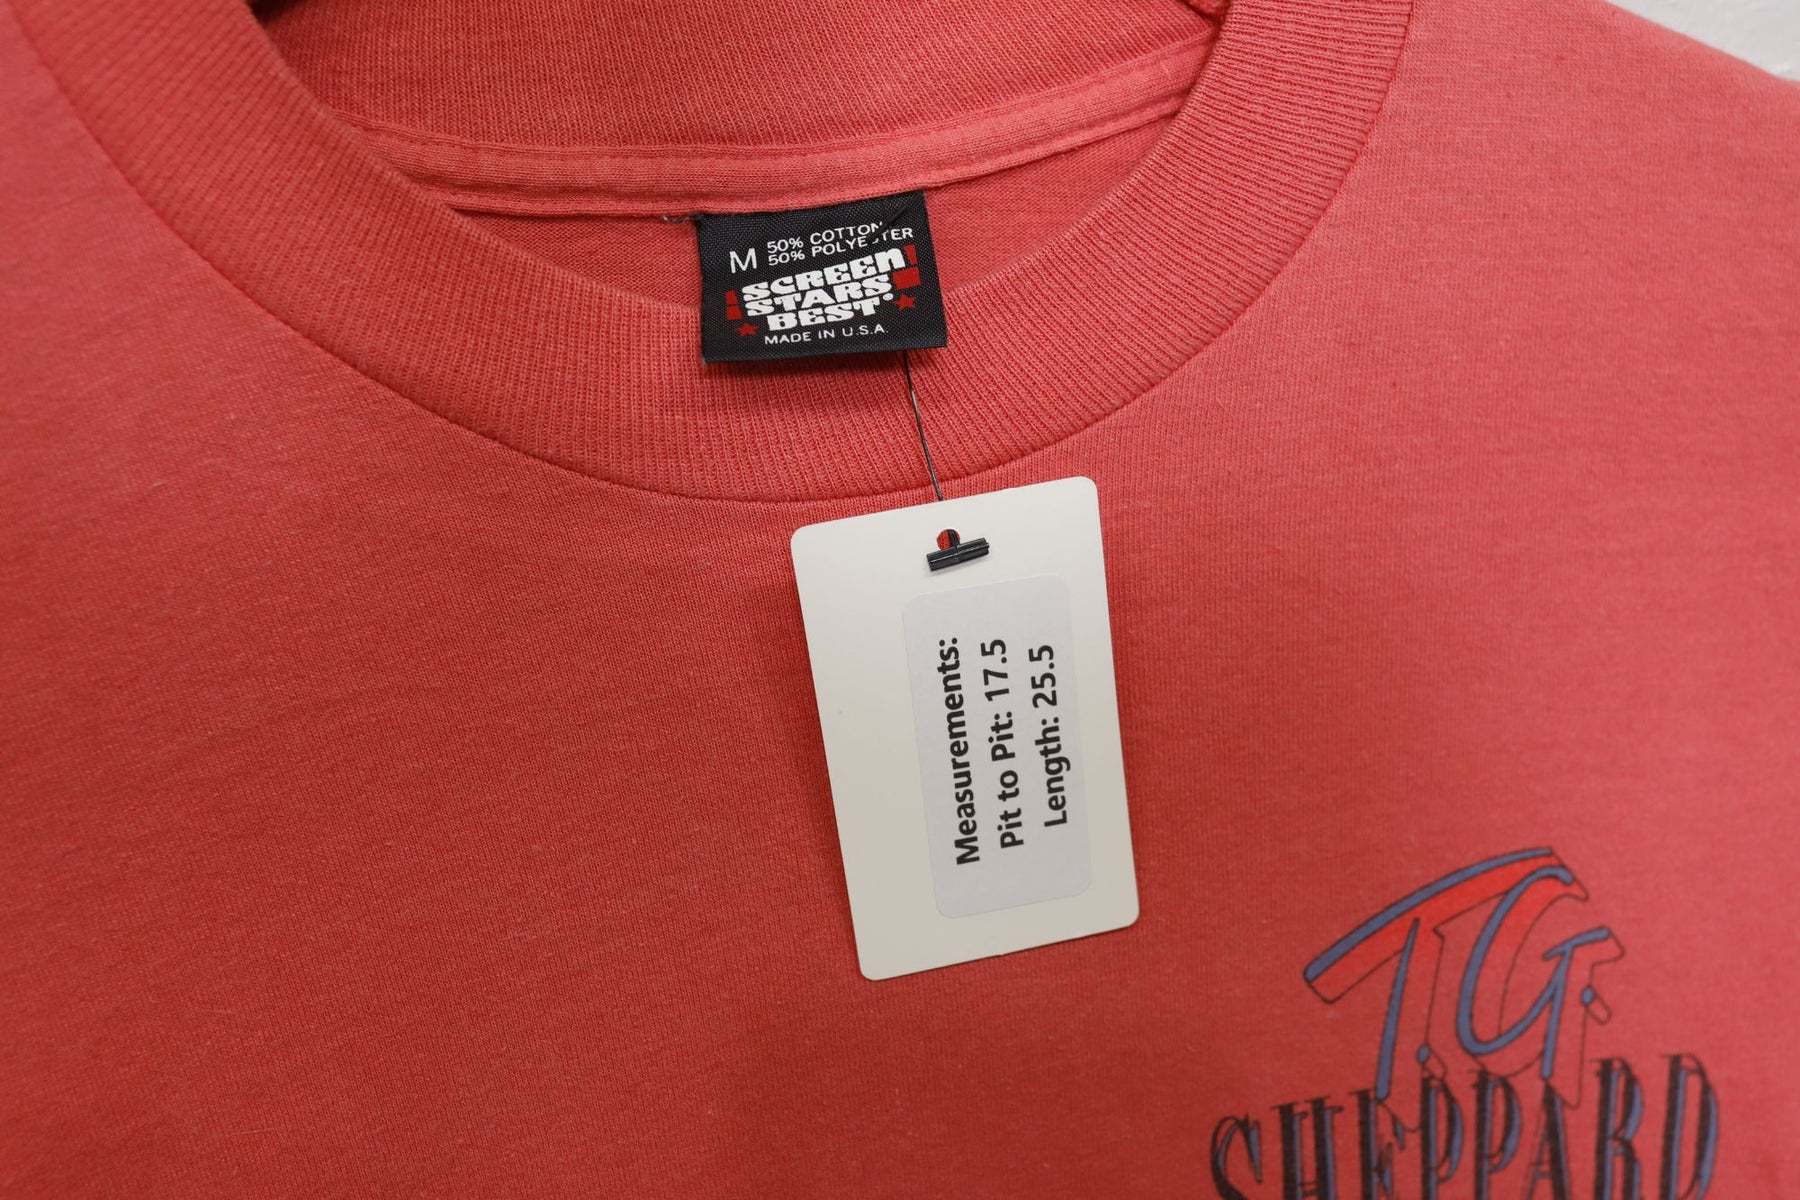 M 50% COTTON
50% POLYESTER
SCREEN
STARS
BEST
MADE IN U.S.A.
Measurements:
Pit to Pit: 17.5
Length: 25.5
T.G.
SHEPPARD